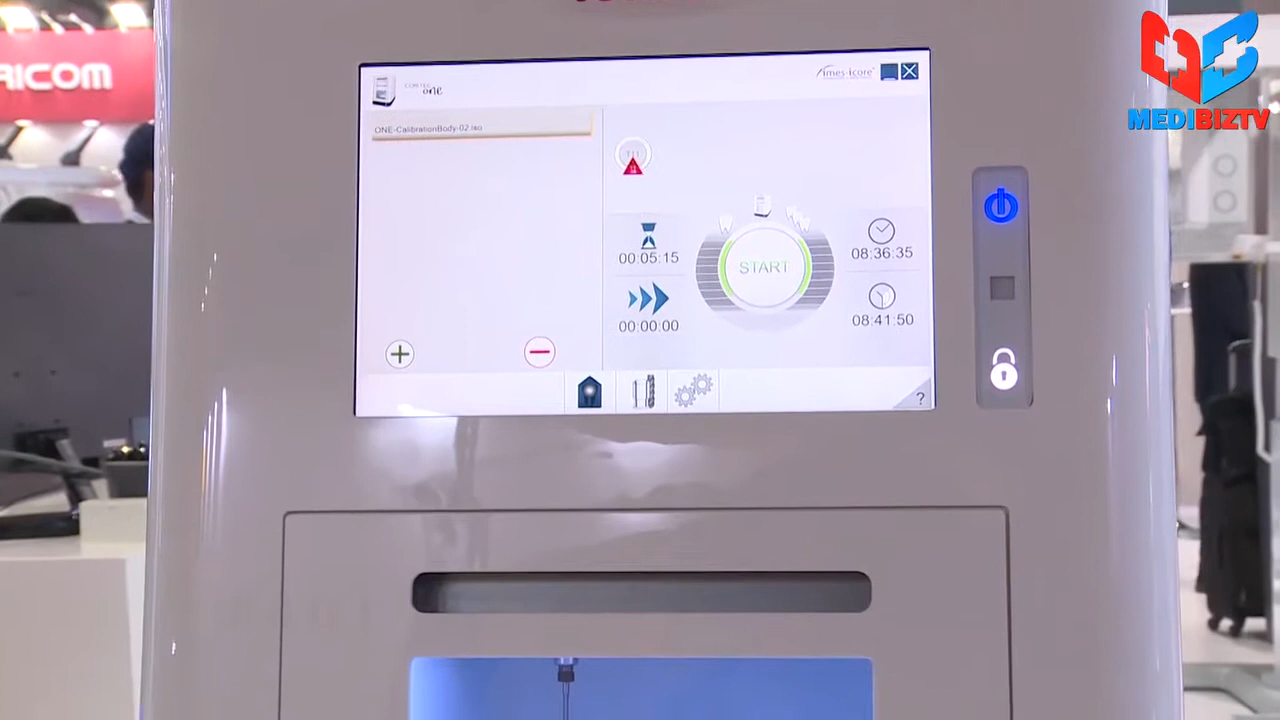 RICOM
CORiTEC
one
imes-icore
MEDIBIZTV
ONE-CalibrationBody-02.iso
00:05:15
START
08:36:35
00:00:00
08:41:50
?